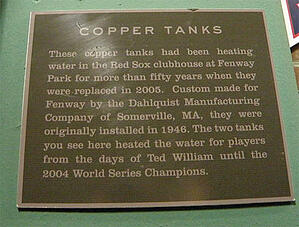 COPPER TANKS
These copper tanks had been heating
water in the Red Sox clubhouse at Fenway
Park for more than fifty years when they
were replaced in 2005. Custom made for
Fenway by the Dahlquist Manufacturing
Company of Somerville, MA, they were
originally installed in 1946. The two tanks
you see here heated the water for players
from the days of Ted William until the
2004 World Series Champions.